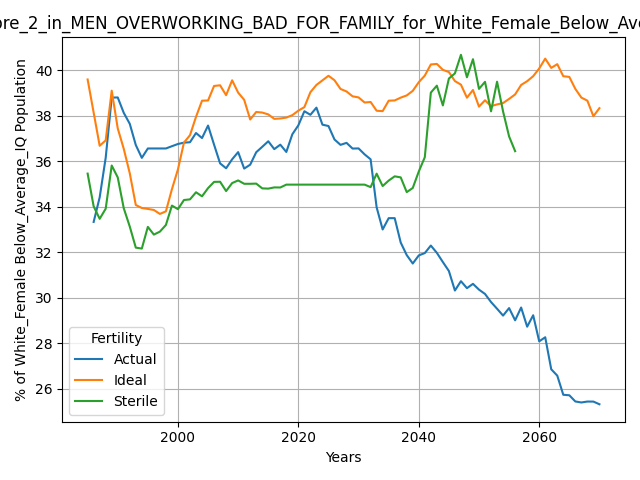 ore_2_in_MEN_OVERWORKING_BAD_FOR_FAMILY_for_White_Female_Below_Ave
% of White_Female Below_Average_IQ Population
40
38
36
34
32
30
28
26
Fertility
Actual
Ideal
Sterile
2000
2020
2040
2060
Years